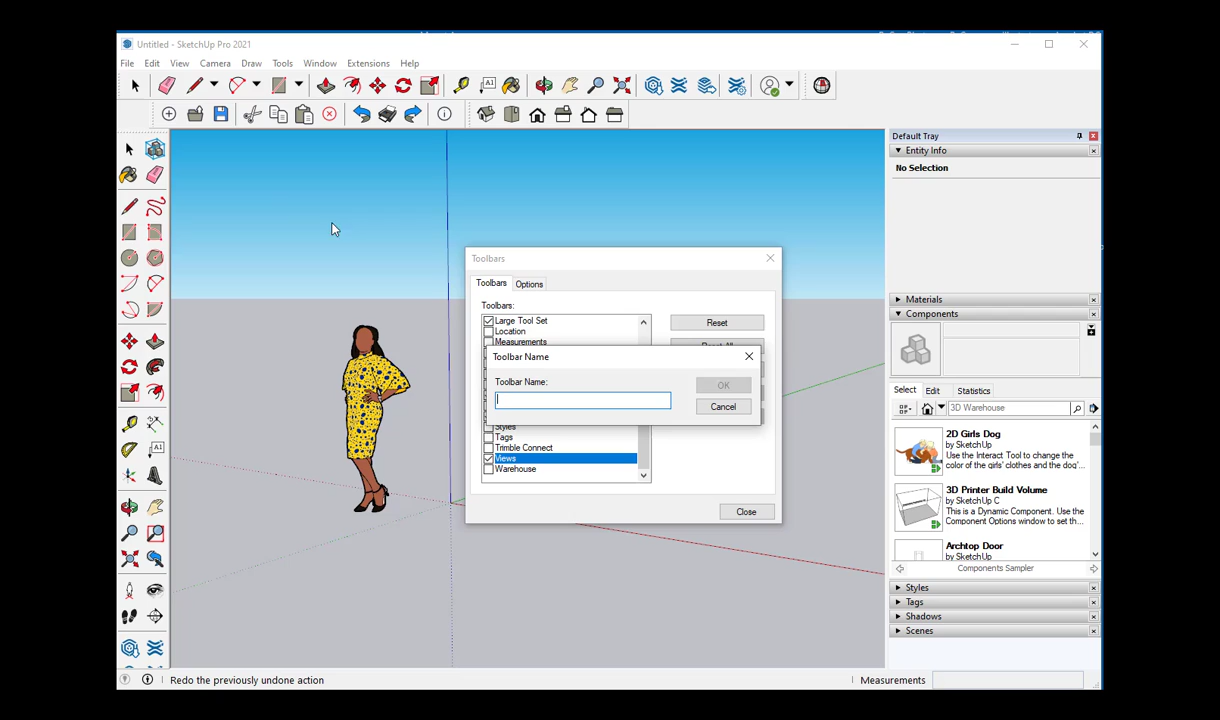 Untitled - SketchUp Pro 2021
File Edit View Camera Draw Tools Window Extensions Help
A1
Default Tray
Entity Info
No Selection
Materials
Components
Select Edit Statistics
3D Warehouse
2D Girls Dog
by SketchUp
Use the Interact Tool to change the
color of the girls' clothes and the dog'...
3D Printer Build Volume
by SketchUp C
This is a Dynamic Component. Use the
Component Options window to set th...
Archtop Door
by SketchUp
Components Sampler
Styles
Tags
Shadows
Scenes
Toolbars
Toolbars Options
Toolbars:
Large Tool Set
Location
Measurements
Reset
Reset All
Toolbar Name
Toolbar Name:
OK
Cancel
Styles
Tags
Trimble Connect
Views
Warehouse
Close
A1
Redo the previously undone action
Measurements